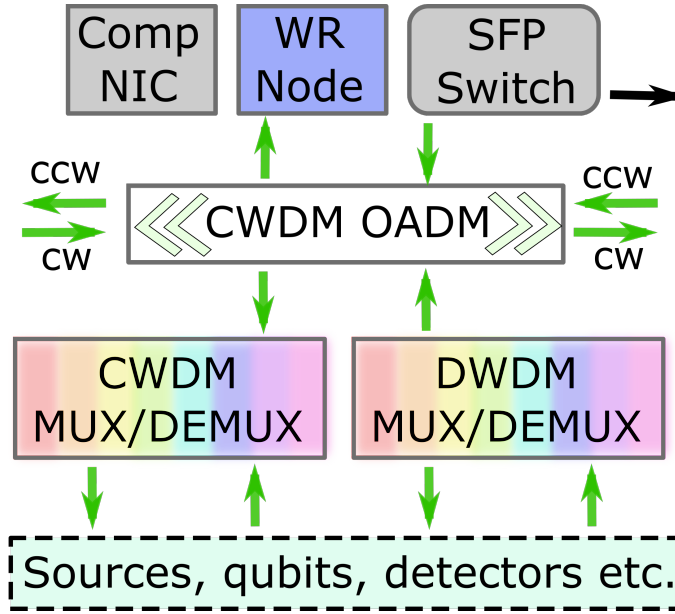 Comp
NIC
WR
Node
SFP
Switch
ccw
cw
CWDM OADM
ccw
cw
CWDM
MUX/DEMUX
DWDM
MUX/DEMUX
Sources, qubits, detectors etc.